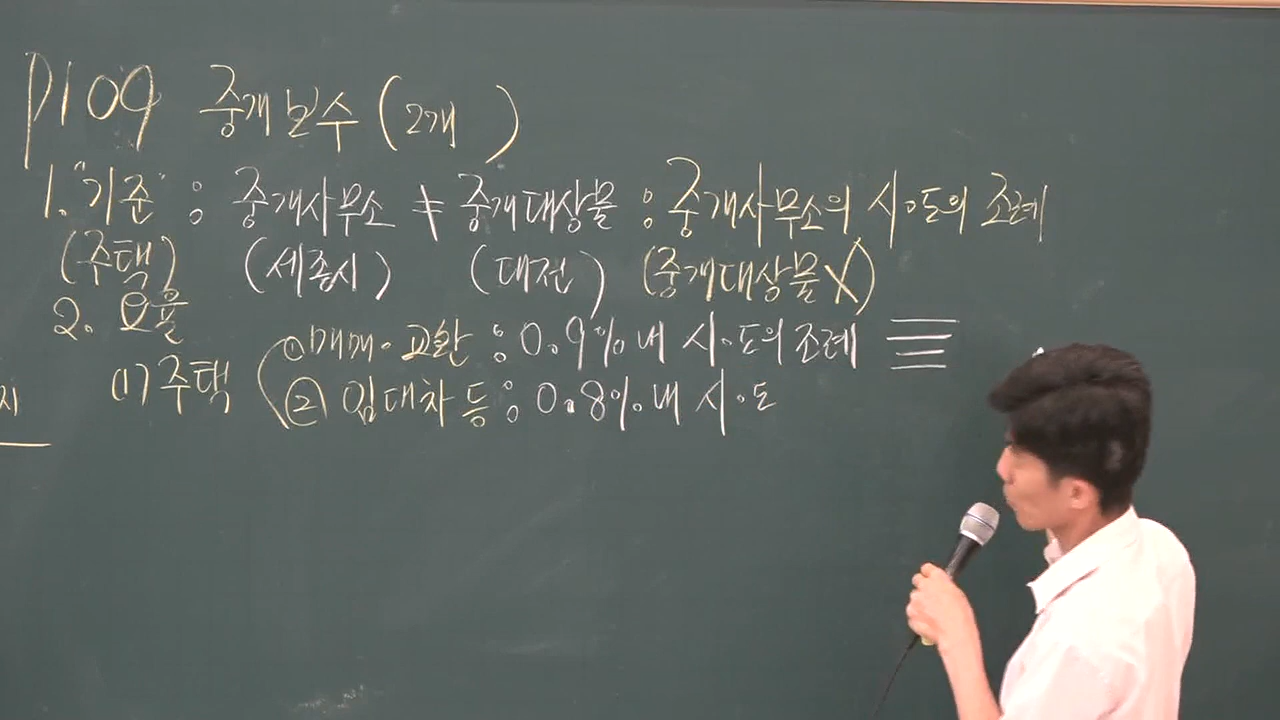 P109 중개보수 (2개 )
1. "기준" : 중개사무소 ≠ 중개대상물 : 중개사무소의 시·도의 조례
(주택) (세종시) (대전) (중개대상물X)
2. 요율
(1) 주택 ① 매매·교환 : 0.9% 내 시·도의 조례
② 임대차 등 : 0.8% 내 시·도
지